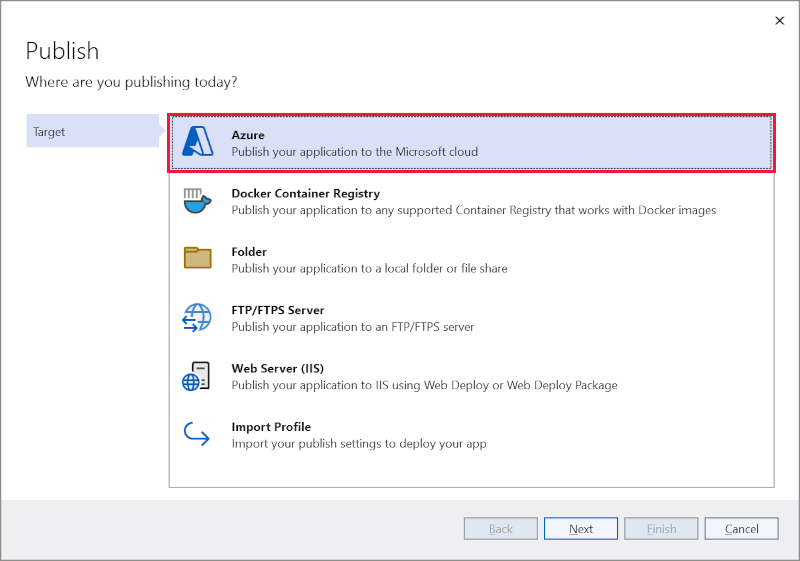 Publish
Where are you publishing today?
Target
Azure
Publish your application to the Microsoft cloud
Docker Container Registry
Publish your application to any supported Container Registry that works with Docker images
Folder
Publish your application to a local folder or file share
FTP/FTPS Server
Publish your application to an FTP/FTPS server
Web Server (IIS)
Publish your application to IIS using Web Deploy or Web Deploy Package
Import Profile
Import your publish settings to deploy your app
Back
Next
Finish
Cancel